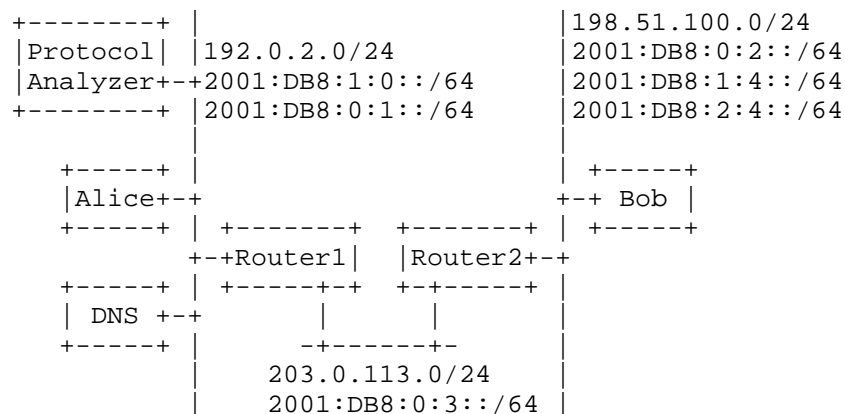 198.51.100.0/24
Protocol 192.0.2.0/24 2001:DB8:0:2::/64
Analyzer 2001:DB8:1:0::/64 2001:DB8:1:4::/64
2001:DB8:0:1::/64 2001:DB8:2:4::/64
Alice Bob
Router1 Router2
DNS
203.0.113.0/24
2001:DB8:0:3::/64